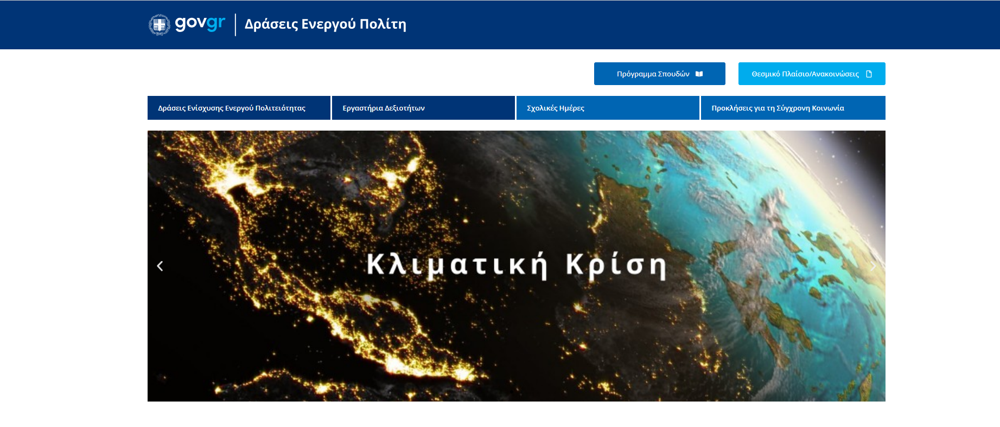 govgr Δράσεις Ενεργού Πολίτη
Πρόγραμμα Σπουδών
Θεσμικό Πλαίσιο/Ανακοινώσεις
Δράσεις Ενίσχυσης Ενεργού Πολιτειότητας
Εργαστήρια Δεξιοτήτων
Σχολικές Ημέρες
Προκλήσεις για τη Σύγχρονη Κοινωνία
Κλιματική Κρίση